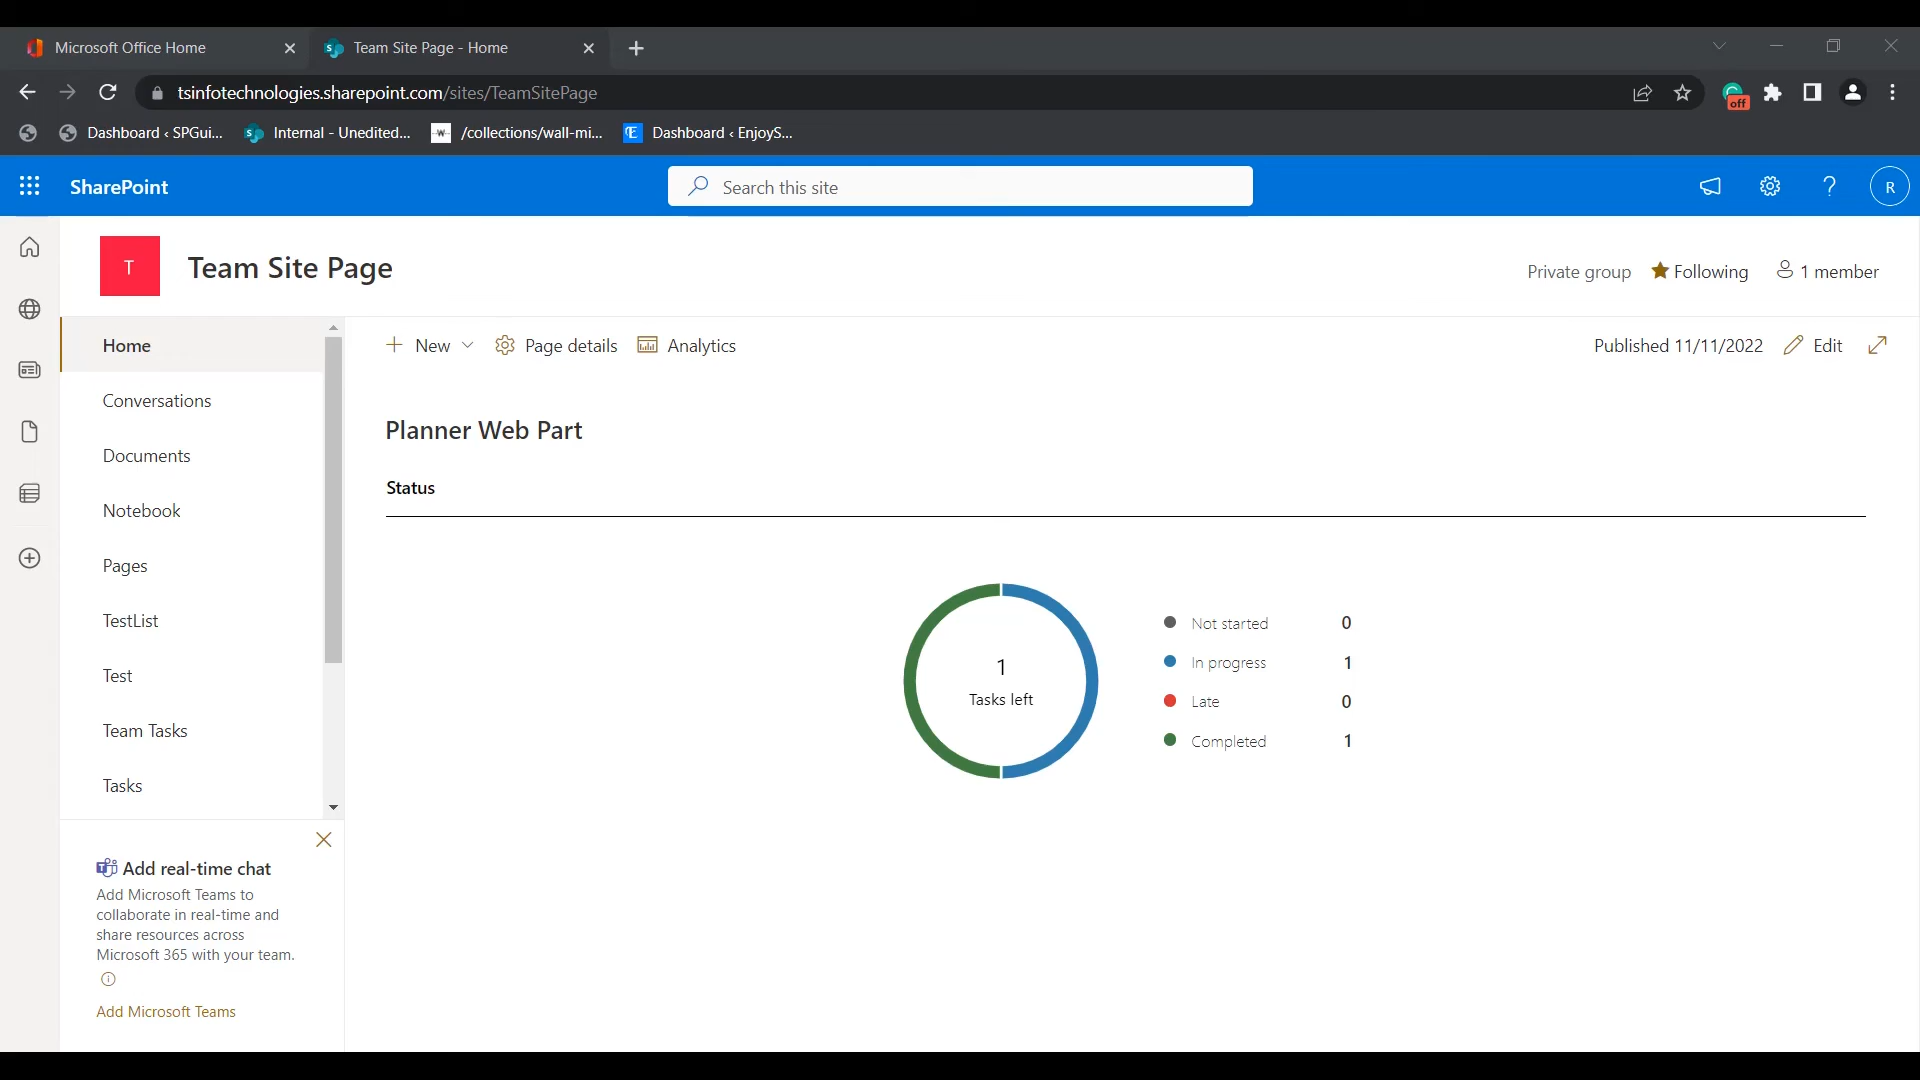 Microsoft Office Home
Team Site Page - Home
tsinfotechnologies.sharepoint.com/sites/TeamSitePage
off
Dashboard ‹ SPGui...
Internal - Unedited...
/collections/wall-mi...
Dashboard ‹ EnjoyS...
SharePoint
Search this site
R
T
Team Site Page
Private group
Following
1 member
Home
Conversations
Documents
Notebook
Pages
TestList
Test
Team Tasks
Tasks
Add real-time chat
Add Microsoft Teams to
collaborate in real-time and
share resources across
Microsoft 365 with your team.
Add Microsoft Teams
New
Page details
Analytics
Published 11/11/2022
Edit
Planner Web Part
Status
1
Tasks left
Not started 0
In progress 1
Late 0
Completed 1